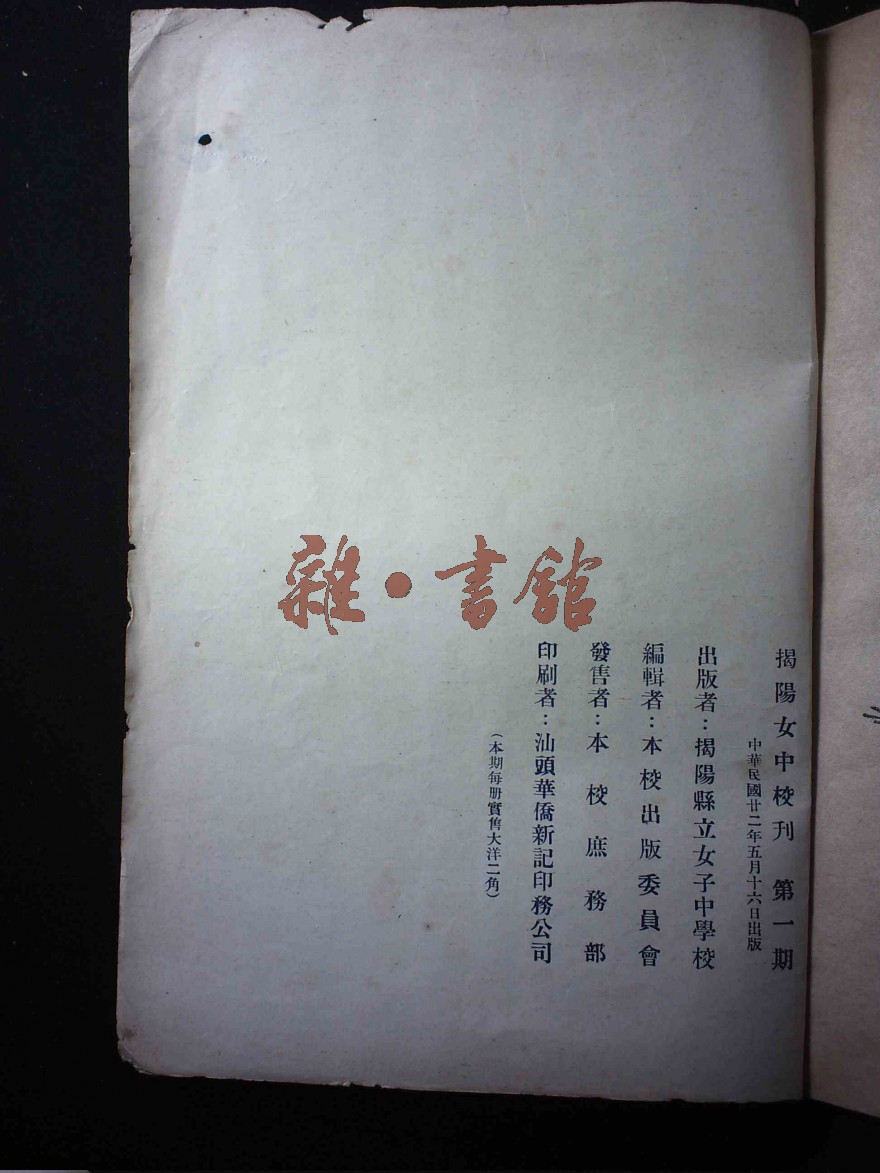 揭陽女中校刊　第一期
中華民國廿二年五月十六日出版
出版者：揭陽縣立女子中學校
編輯者：本校出版委員會
發售者：本校庶務部
印刷者：汕頭華僑新記印務公司
（本期每册實售大洋二角）
雜・書館